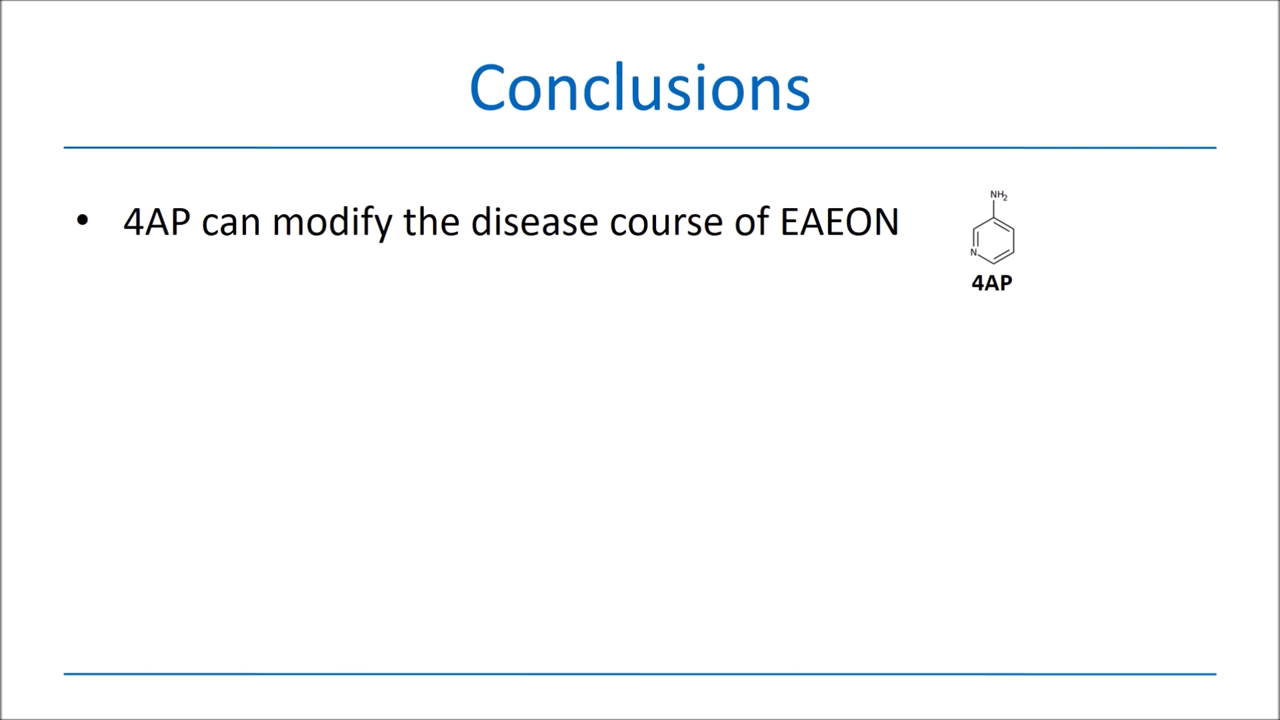 Conclusions
• 4AP can modify the disease course of EAEON
NH₂
N
4AP